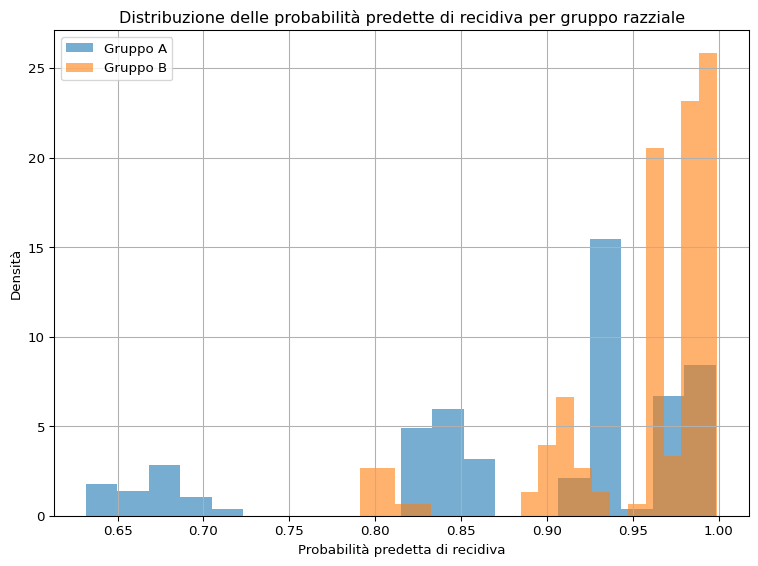 Distribuzione delle probabilità predette di recidiva per gruppo razziale
Gruppo A
Gruppo B
Densità
25
20
15
10
5
0
0.65 0.70 0.75 0.80 0.85 0.90 0.95 1.00
Probabilità predetta di recidiva